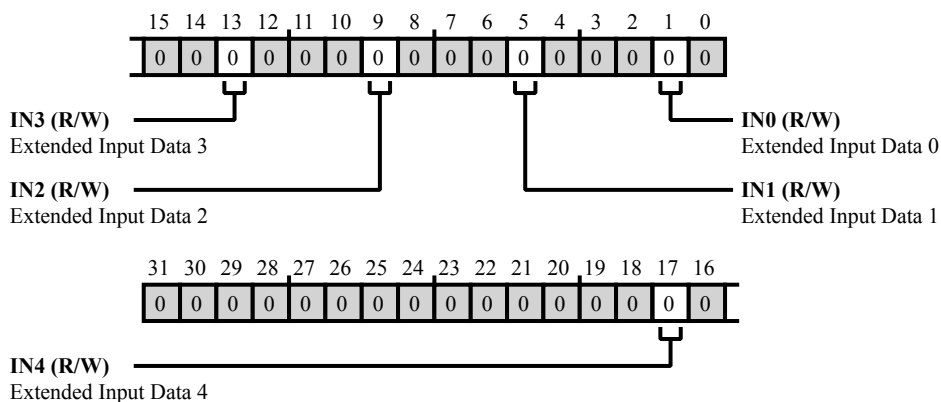 15 14 13 12 11 10 9 8 7 6 5 4 3 2 1 0
0 0 0 0 0 0 0 0 0 0 0 0 0 0 0 0
IN3 (R/W)
Extended Input Data 3
IN0 (R/W)
Extended Input Data 0
IN2 (R/W)
Extended Input Data 2
IN1 (R/W)
Extended Input Data 1
31 30 29 28 27 26 25 24 23 22 21 20 19 18 17 16
0 0 0 0 0 0 0 0 0 0 0 0 0 0 0 0
IN4 (R/W)
Extended Input Data 4